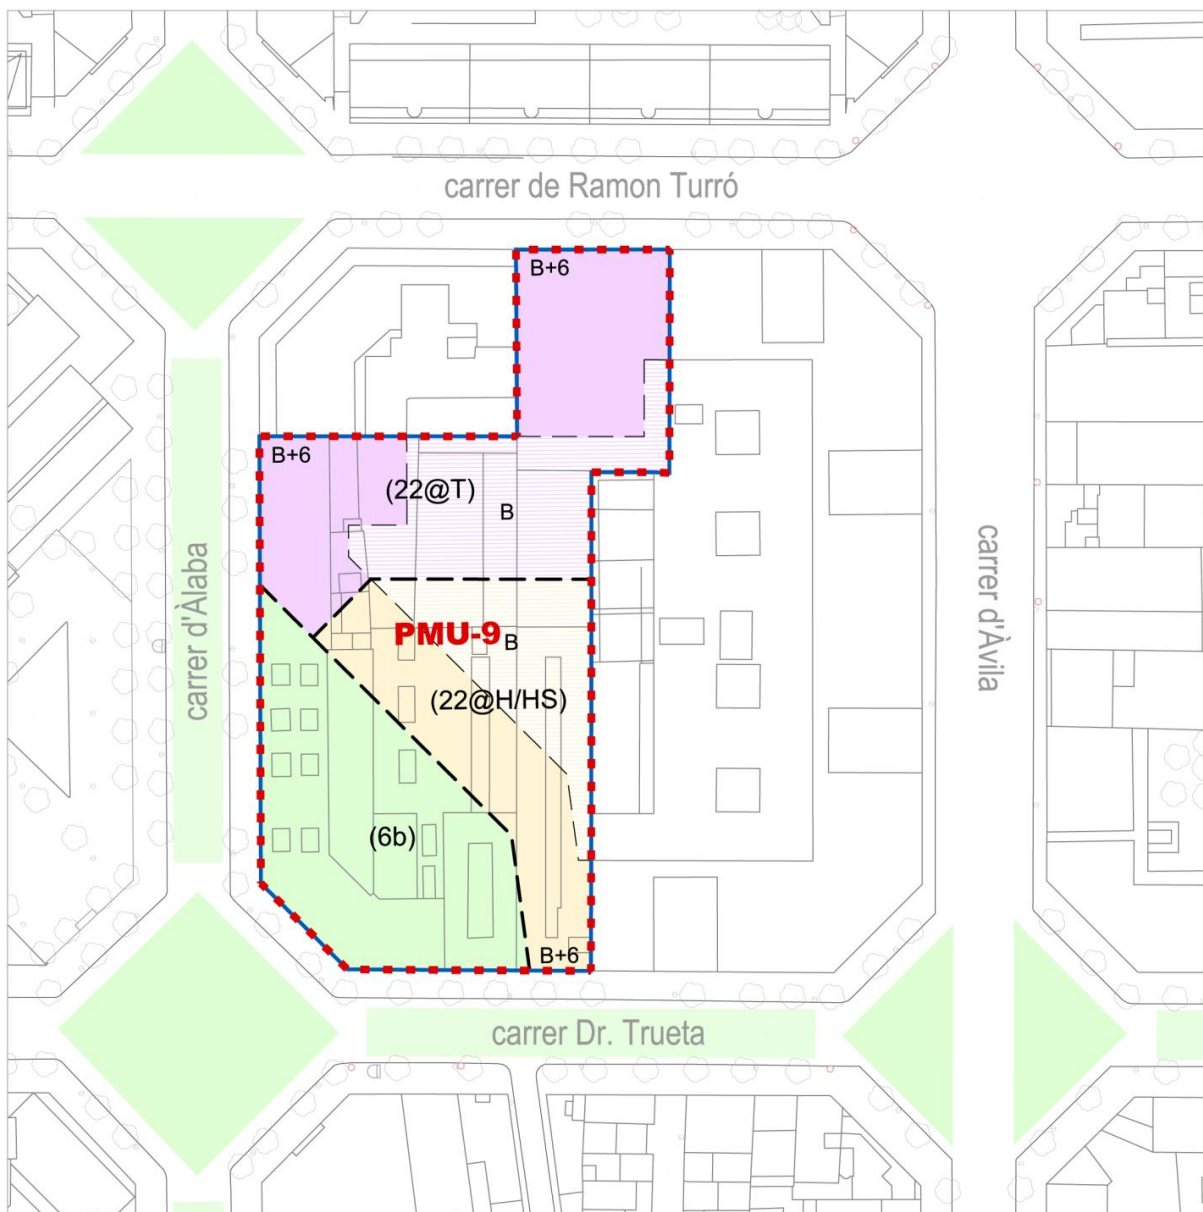 carrer de Ramon Turró
B+6
B+6
(22@T)
B
carrer d'Àlaba
carrer d'Àvila
PMU-9
B
(22@H/HS)
(6b)
B+6
carrer Dr. Trueta